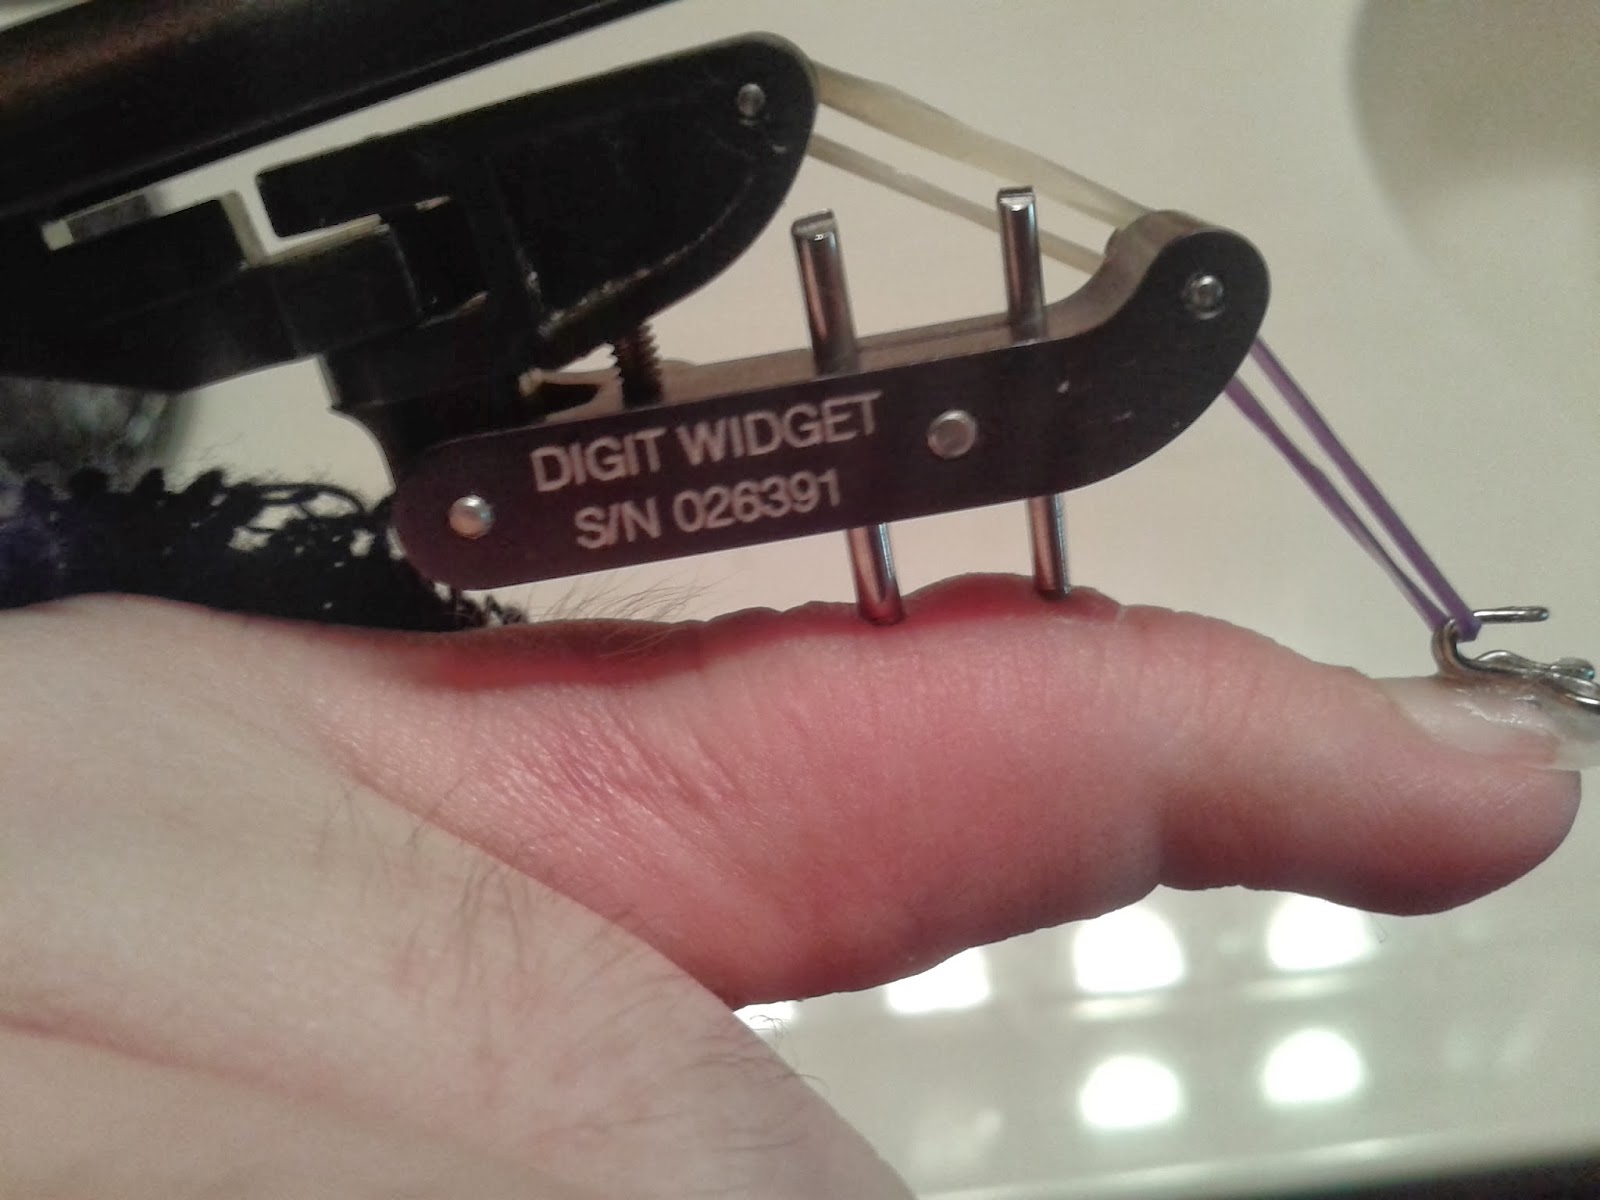 DIGIT WIDGET
S/N 026391